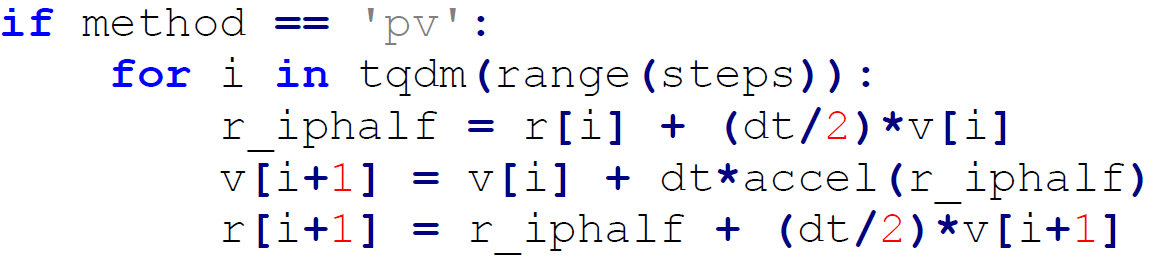 if method == 'pv':
    for i in tqdm(range(steps)):
        r_iphalf = r[i] + (dt/2)*v[i]
        v[i+1] = v[i] + dt*accel(r_iphalf)
        r[i+1] = r_iphalf + (dt/2)*v[i+1]